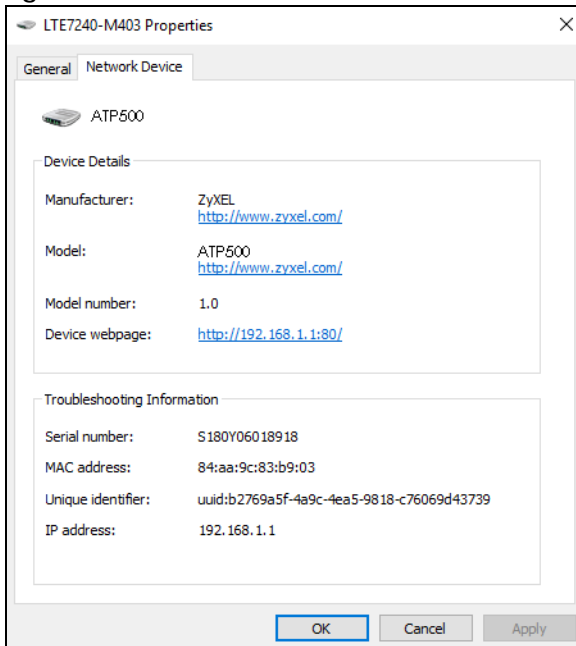 LTE7240-M403 Properties
General Network Device
ATP500
Device Details
Manufacturer: ZyXEL
http://www.zyxel.com/
Model: ATP500
http://www.zyxel.com/
Model number: 1.0
Device webpage: http://192.168.1.1:80/
Troubleshooting Information
Serial number: S180Y06018918
MAC address: 84:aa:9c:83:b9:03
Unique identifier: uuid:b2769a5f-4a9c-4ea5-9818-c76069d43739
IP address: 192.168.1.1
OK Cancel Apply